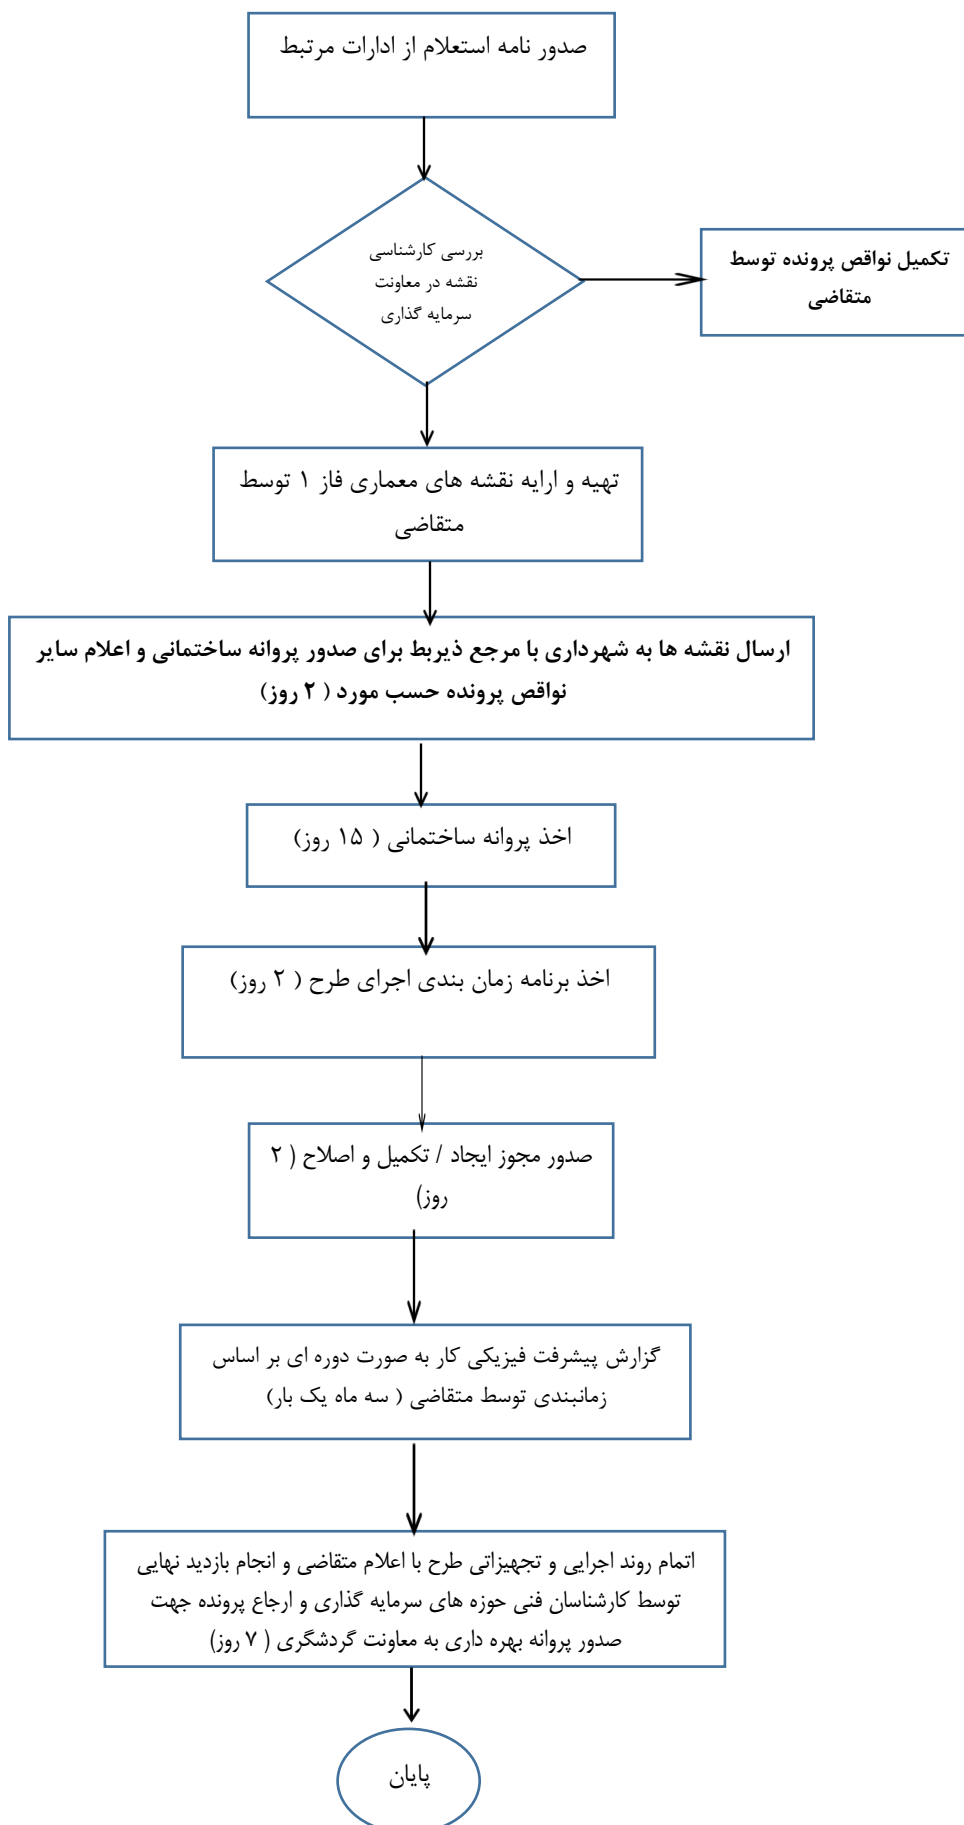 صدور نامه استعلام از ادارات مرتبط
بررسی کارشناسی
نقشه در معاونت
سرمایه گذاری
تکمیل نواقص پرونده توسط
متقاضی
تهیه و ارایه نقشه های معماری فاز ۱ توسط
متقاضی
ارسال نقشه ها به شهرداری با مرجع ذیربط برای صدور پروانه ساختمانی و اعلام سایر
نواقص پرونده حسب مورد ( ۲ روز)
اخذ پروانه ساختمانی ( ۱۵ روز)
اخذ برنامه زمان بندی اجرای طرح ( ۲ روز)
صدور مجوز ایجاد / تکمیل و اصلاح ( ۲
روز)
گزارش پیشرفت فیزیکی کار به صورت دوره ای بر اساس
زمانبندی توسط متقاضی ( سه ماه یک بار)
اتمام روند اجرایی و تجهیزاتی طرح با اعلام متقاضی و انجام بازدید نهایی
توسط کارشناسان فنی حوزه های سرمایه گذاری و ارجاع پرونده جهت
صدور پروانه بهره داری به معاونت گردشگری ( ۷ روز)
پایان